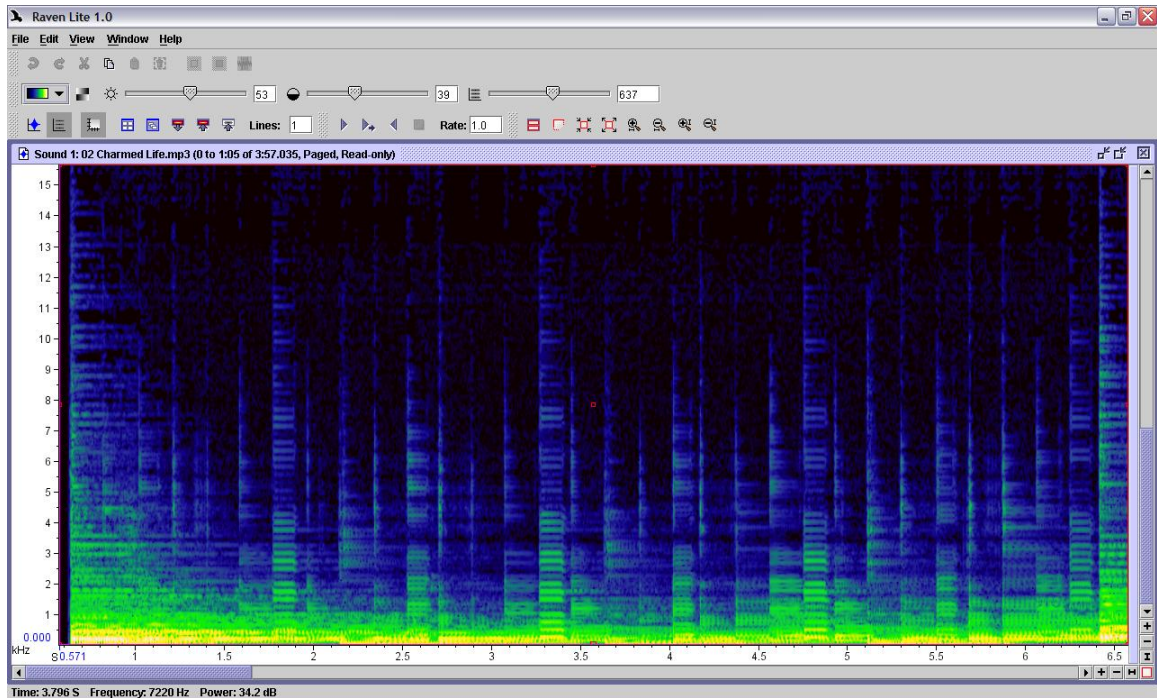 Raven Lite 1.0
File Edit View Window Help
53 39 637
Lines: 1 Rate: 1.0
Sound 1: 02 Charmed Life.mp3 (0 to 1:05 of 3:57.035, Paged, Read-only)
15
14
13
12
11
10
9
8
7
6
5
4
3
2
1
0.000
kHz
S 0.571 1 1.5 2 2.5 3 3.5 4 4.5 5 5.5 6 6.5
Time: 3.796 S Frequency: 7220 Hz Power: 34.2 dB